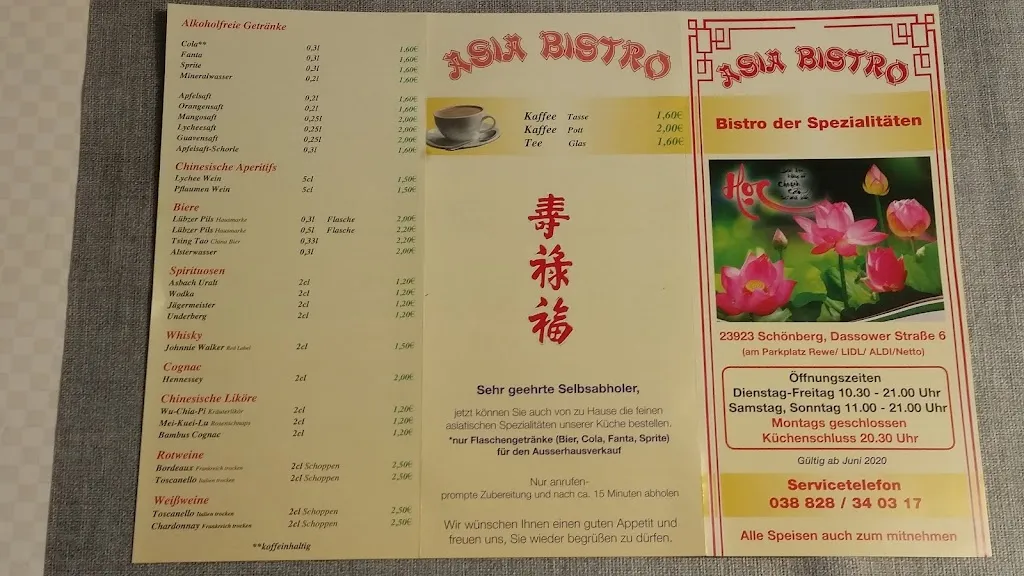 Alkoholfreie Getränke
Cola** 0,3l 1,60€
Fanta 0,3l 1,60€
Sprite 0,3l 1,60€
Mineralwasser 0,2l 1,60€
Apfelsaft 0,2l 1,60€
Orangensaft 0,2l 1,60€
Mangosaft 0,25l 2,00€
Lycheesaft 0,25l 2,00€
Guavensaft 0,25l 2,00€
Apfelsaft-Schorle 0,3l 1,60€
Chinesische Aperitifs
Lychee Wein 5cl 1,50€
Pflaumen Wein 5cl 1,50€
Biere
Lübzer Pils Hausmarke 0,3l Flasche 2,00€
Lübzer Pils Hausmarke 0,5l Flasche 2,20€
Tsing Tao China Bier 0,33l 2,20€
Alsterwasser 0,3l 2,00€
Spirituosen
Asbach Uralt 2cl 1,20€
Wodka 2cl 1,20€
Jägermeister 2cl 1,20€
Underberg 2cl 1,20€
Whisky
Johnnie Walker Red Label 2cl 1,50€
Cognac
Hennessey 2cl 2,00€
Chinesische Liköre
Wu-Chia-Pi Kräuterlikör 2cl 1,20€
Mei-Kuei-Lu Rosenschnaps 2cl 1,20€
Bambus Cognac 2cl 1,20€
Rotweine
Bordeaux Frankreich trocken 2cl Schoppen 2,50€
Toscanello Italien trocken 2cl Schoppen 2,50€
Weißweine
Toscanello Italien trocken 2cl Schoppen 2,50€
Chardonnay Frankreich trocken 2cl Schoppen 2,50€
**koffeinhaltig
ASIA BISTRO
Kaffee Tasse 1,60€
Kaffee Pott 2,00€
Tee Glas 1,60€
壽
祿
福
Sehr geehrte Selbsabholer,
jetzt können Sie auch von zu Hause die feinen
asiatischen Spezialitäten unserer Küche bestellen.
*nur Flaschengetränke (Bier, Cola, Fanta, Sprite)
für den Ausserhausverkauf
Nur anrufen-
prompte Zubereitung und nach ca. 15 Minuten abholen
Wir wünschen Ihnen einen guten Appetit und
freuen uns, Sie wieder begrüßen zu dürfen.
ASIA BISTRO
Bistro der Spezialitäten
Học
23923 Schönberg, Dassower Straße 6
(am Parkplatz Rewe/ LIDL/ ALDI/Netto)
Öffnungszeiten
Dienstag-Freitag 10.30 - 21.00 Uhr
Samstag, Sonntag 11.00 - 21.00 Uhr
Montags geschlossen
Küchenschluss 20.30 Uhr
Gültig ab Juni 2020
Servicetelefon
038 828 / 34 03 17
Alle Speisen auch zum mitnehmen